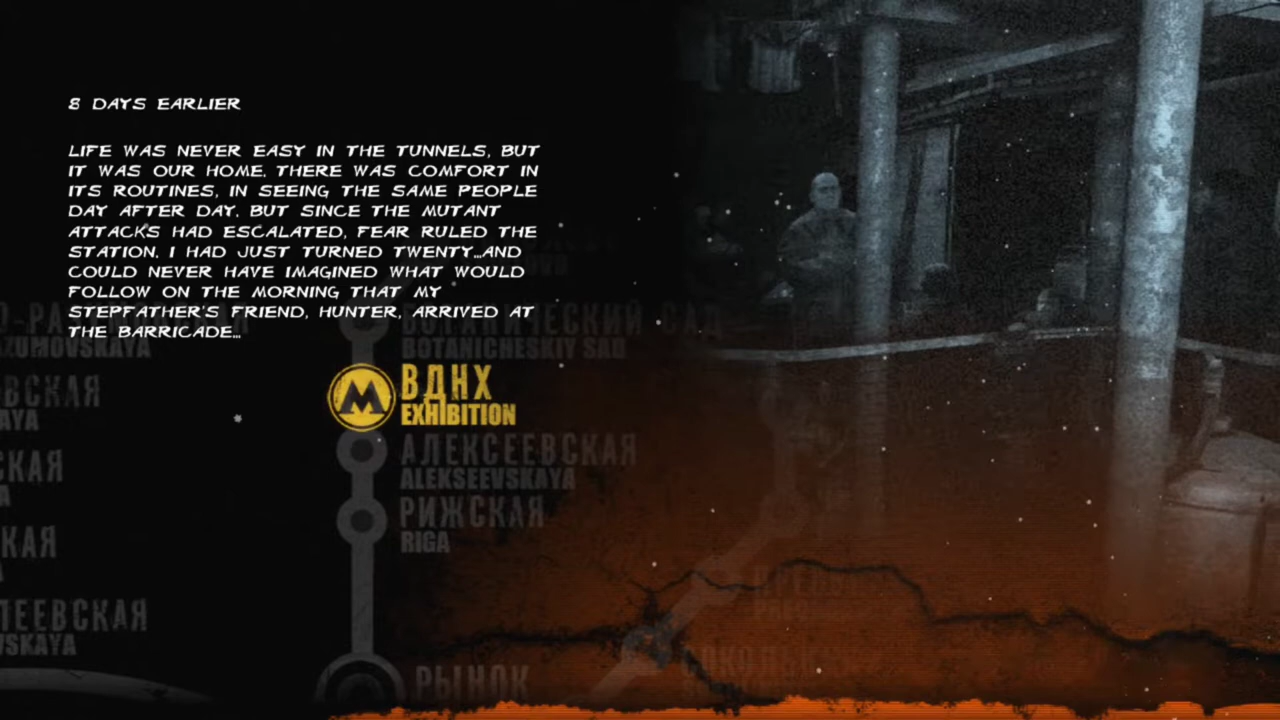 8 DAYS EARLIER
LIFE WAS NEVER EASY IN THE TUNNELS, BUT
IT WAS OUR HOME. THERE WAS COMFORT IN
ITS ROUTINES, IN SEEING THE SAME PEOPLE
DAY AFTER DAY. BUT SINCE THE MUTANT
ATTACKS HAD ESCALATED, FEAR RULED THE
STATION. I HAD JUST TURNED TWENTY...AND
COULD NEVER HAVE IMAGINED WHAT WOULD
FOLLOW ON THE MORNING THAT MY
STEPFATHER'S FRIEND, HUNTER, ARRIVED AT
THE BARRICADE...
БОТАНИЧЕСКИЙ САД
BOTANICHESKIY SAD
ВДНХ
EXHIBITION
АЛЕКСЕЕВСКАЯ
ALEKSEEVSKAYA
РИЖСКАЯ
RIGA
РЫНОК